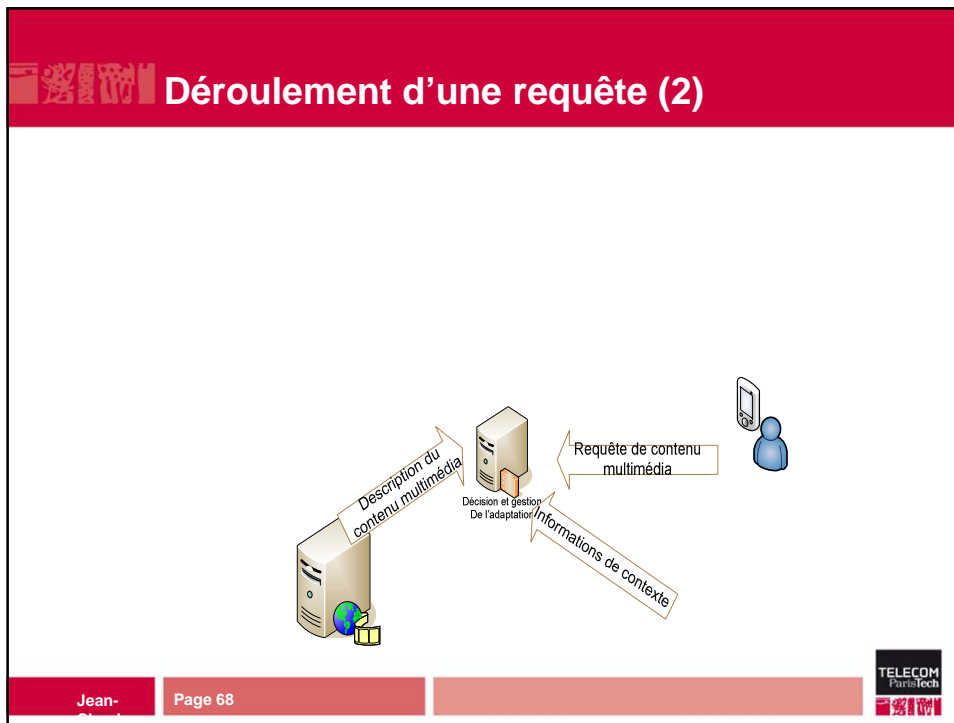 Déroulement d’une requête (2)
Requête de contenu
multimédia
Description du
contenu multimédia
Décision et gestion
De l’adaptation
Informations de contexte
TELECOM
ParisTech
Jean-
Page 68